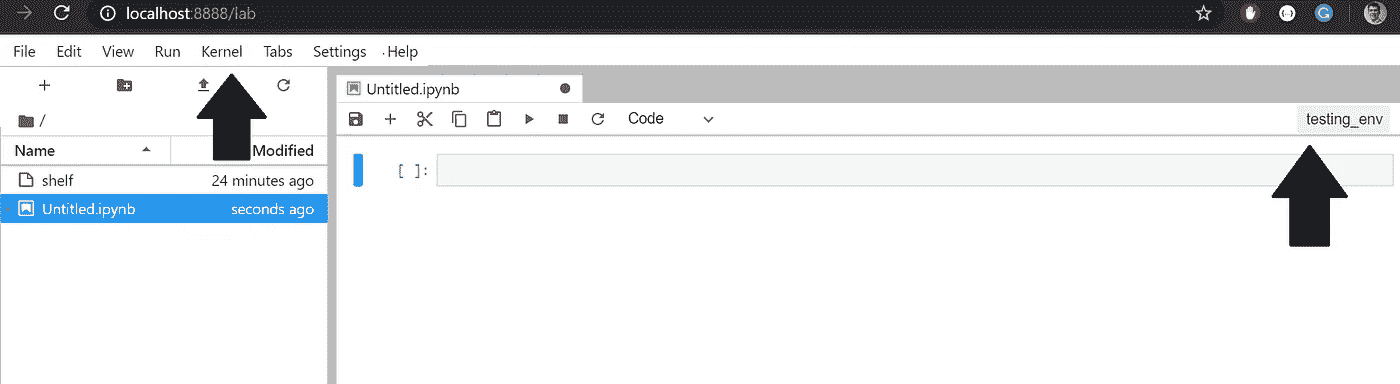 localhost:8888/lab
File Edit View Run Kernel Tabs Settings Help
Untitled.ipynb
Code
testing_env
/
Name Modified
shelf 24 minutes ago
Untitled.ipynb seconds ago
[ ]: